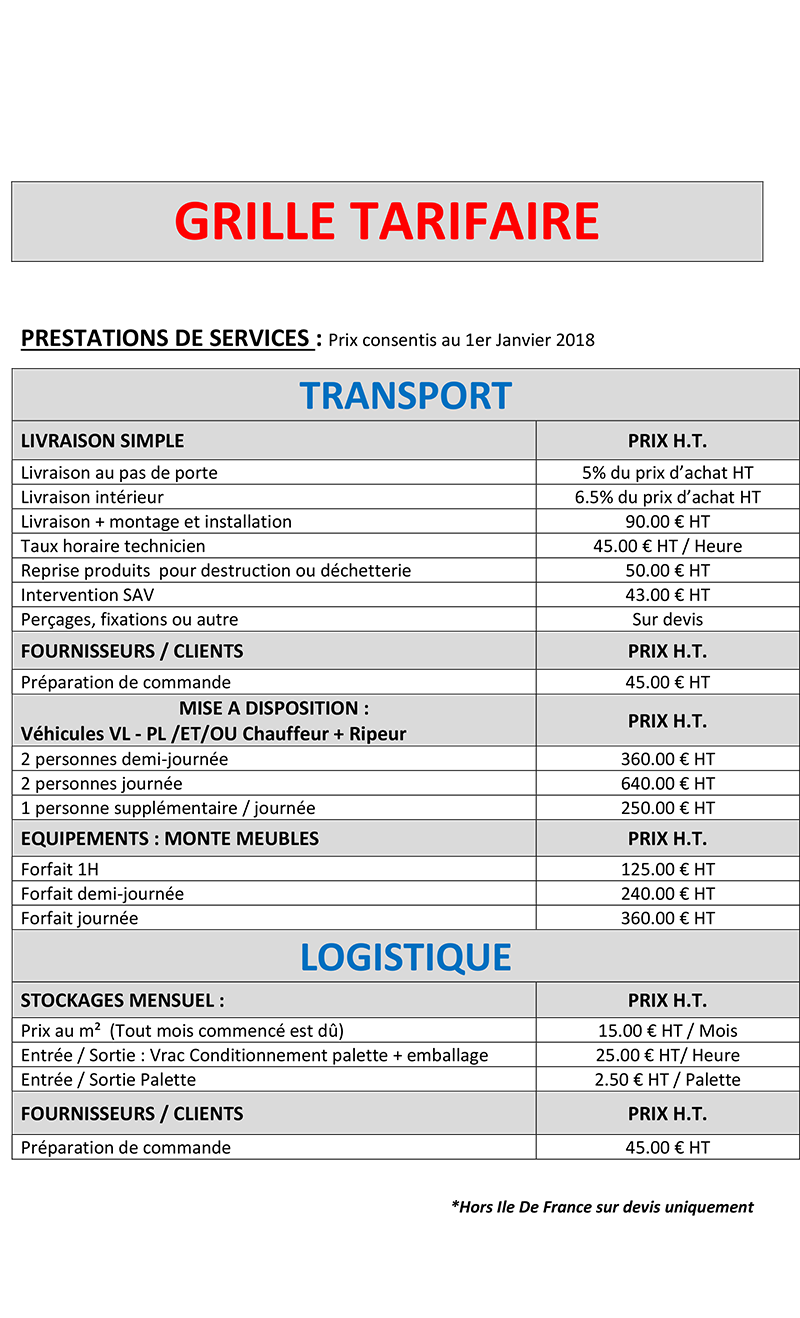 GRILLE TARIFAIRE
PRESTATIONS DE SERVICES : Prix consentis au 1er Janvier 2018
TRANSPORT
LIVRAISON SIMPLE PRIX H.T.
Livraison au pas de porte 5% du prix d’achat HT
Livraison intérieur 6.5% du prix d’achat HT
Livraison + montage et installation 90.00 € HT
Taux horaire technicien 45.00 € HT / Heure
Reprise produits  pour destruction ou déchetterie 50.00 € HT
Intervention SAV 43.00 € HT
Perçages, fixations ou autre Sur devis
FOURNISSEURS / CLIENTS PRIX H.T.
Préparation de commande 45.00 € HT
MISE A DISPOSITION :
Véhicules VL - PL /ET/OU Chauffeur + Ripeur PRIX H.T.
2 personnes demi-journée 360.00 € HT
2 personnes journée 640.00 € HT
1 personne supplémentaire / journée 250.00 € HT
EQUIPEMENTS : MONTE MEUBLES PRIX H.T.
Forfait 1H 125.00 € HT
Forfait demi-journée 240.00 € HT
Forfait journée 360.00 € HT
LOGISTIQUE
STOCKAGES MENSUEL : PRIX H.T.
Prix au m²  (Tout mois commencé est dû) 15.00 € HT / Mois
Entrée / Sortie : Vrac Conditionnement palette + emballage 25.00 € HT/ Heure
Entrée / Sortie Palette 2.50 € HT / Palette
FOURNISSEURS / CLIENTS PRIX H.T.
Préparation de commande 45.00 € HT
*Hors Ile De France sur devis uniquement